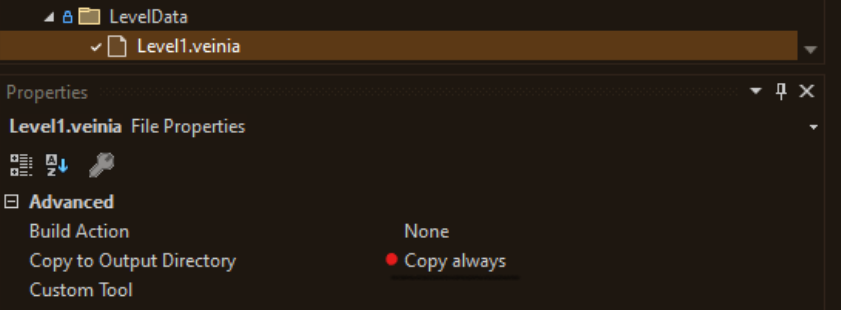 LevelData
Level1.veinia
Properties
Level1.veinia File Properties
A
Z
Advanced
Build Action None
Copy to Output Directory Copy always
Custom Tool